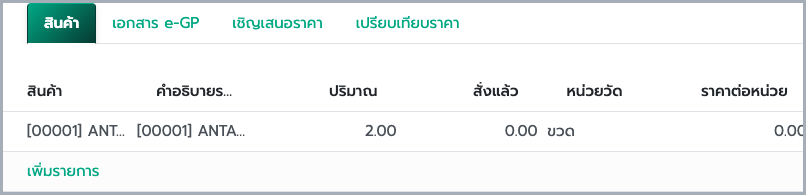 สินค้า เอกสาร e-GP เชิญเสนอราคา เปรียบเทียบราคา
สินค้า คำอธิบายร... ปริมาณ สั่งแล้ว หน่วยวัด ราคาต่อหน่วย
[00001] ANT... [00001] ANTA... 2.00 0.00 ขวด 0.00
เพิ่มรายการ